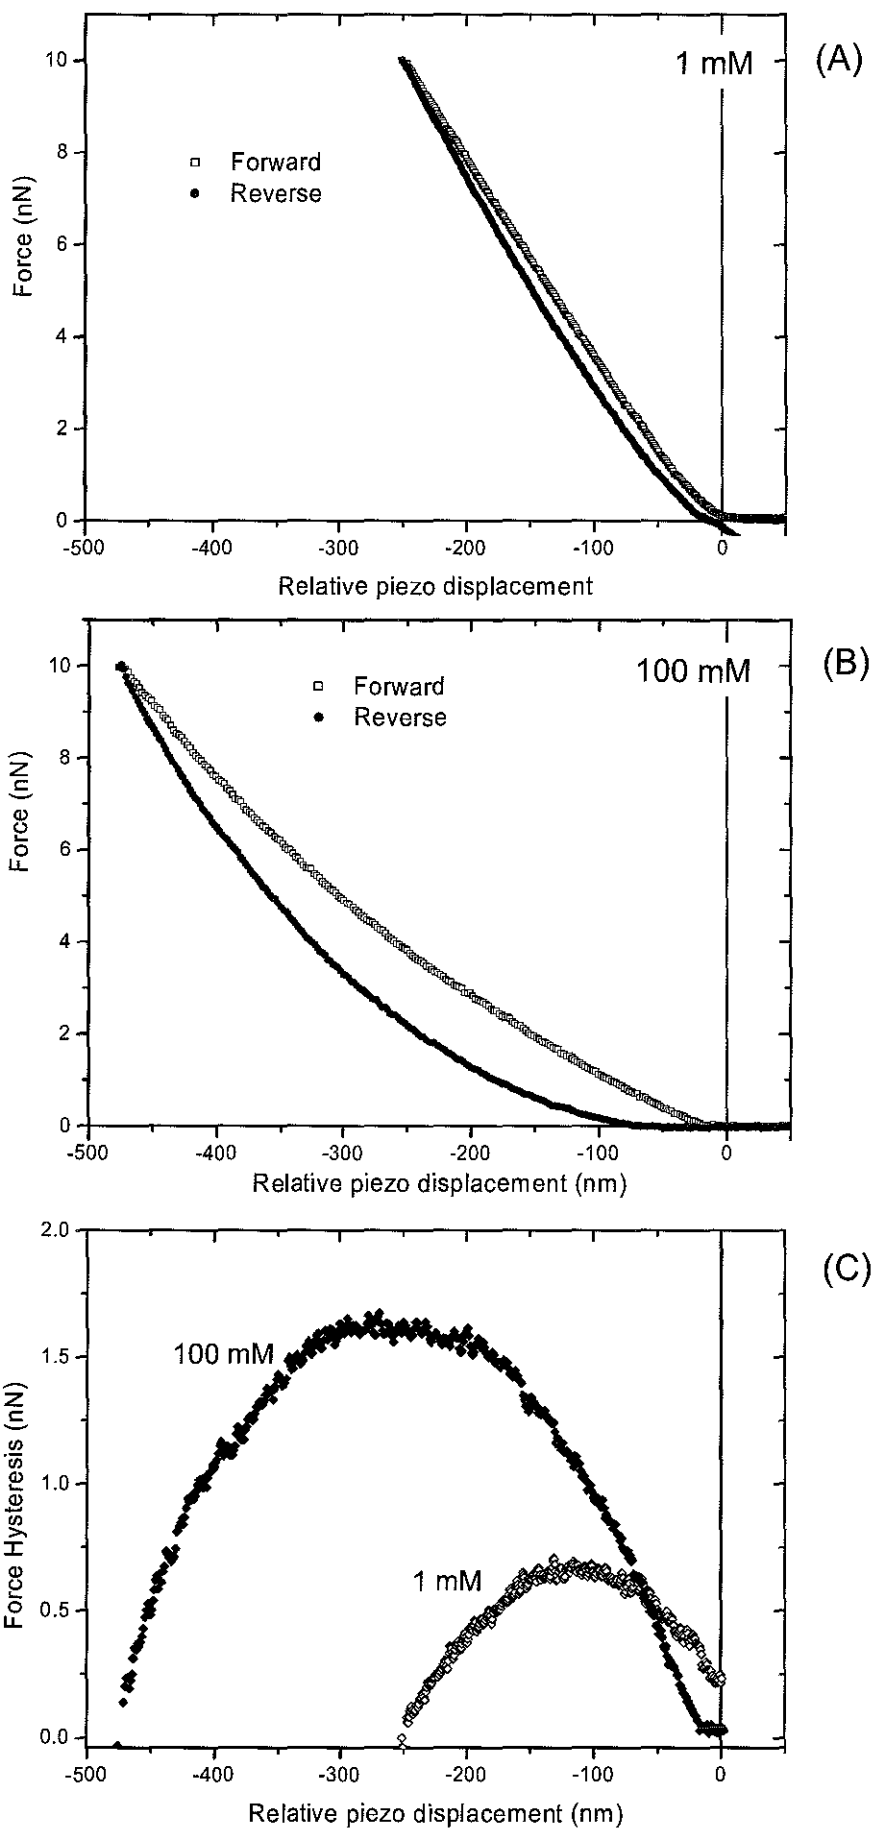 (A)
1 mM
10
8
6
4
2
0
Force (nN)
Forward
Reverse
-500
-400
-300
-200
-100
0
Relative piezo displacement
(B)
100 mM
10
8
6
4
2
0
Force (nN)
Forward
Reverse
-500
-400
-300
-200
-100
0
Relative piezo displacement (nm)
(C)
2.0
1.5
1.0
0.5
0.0
Force Hysteresis (nN)
100 mM
1 mM
-500
-400
-300
-200
-100
0
Relative piezo displacement (nm)